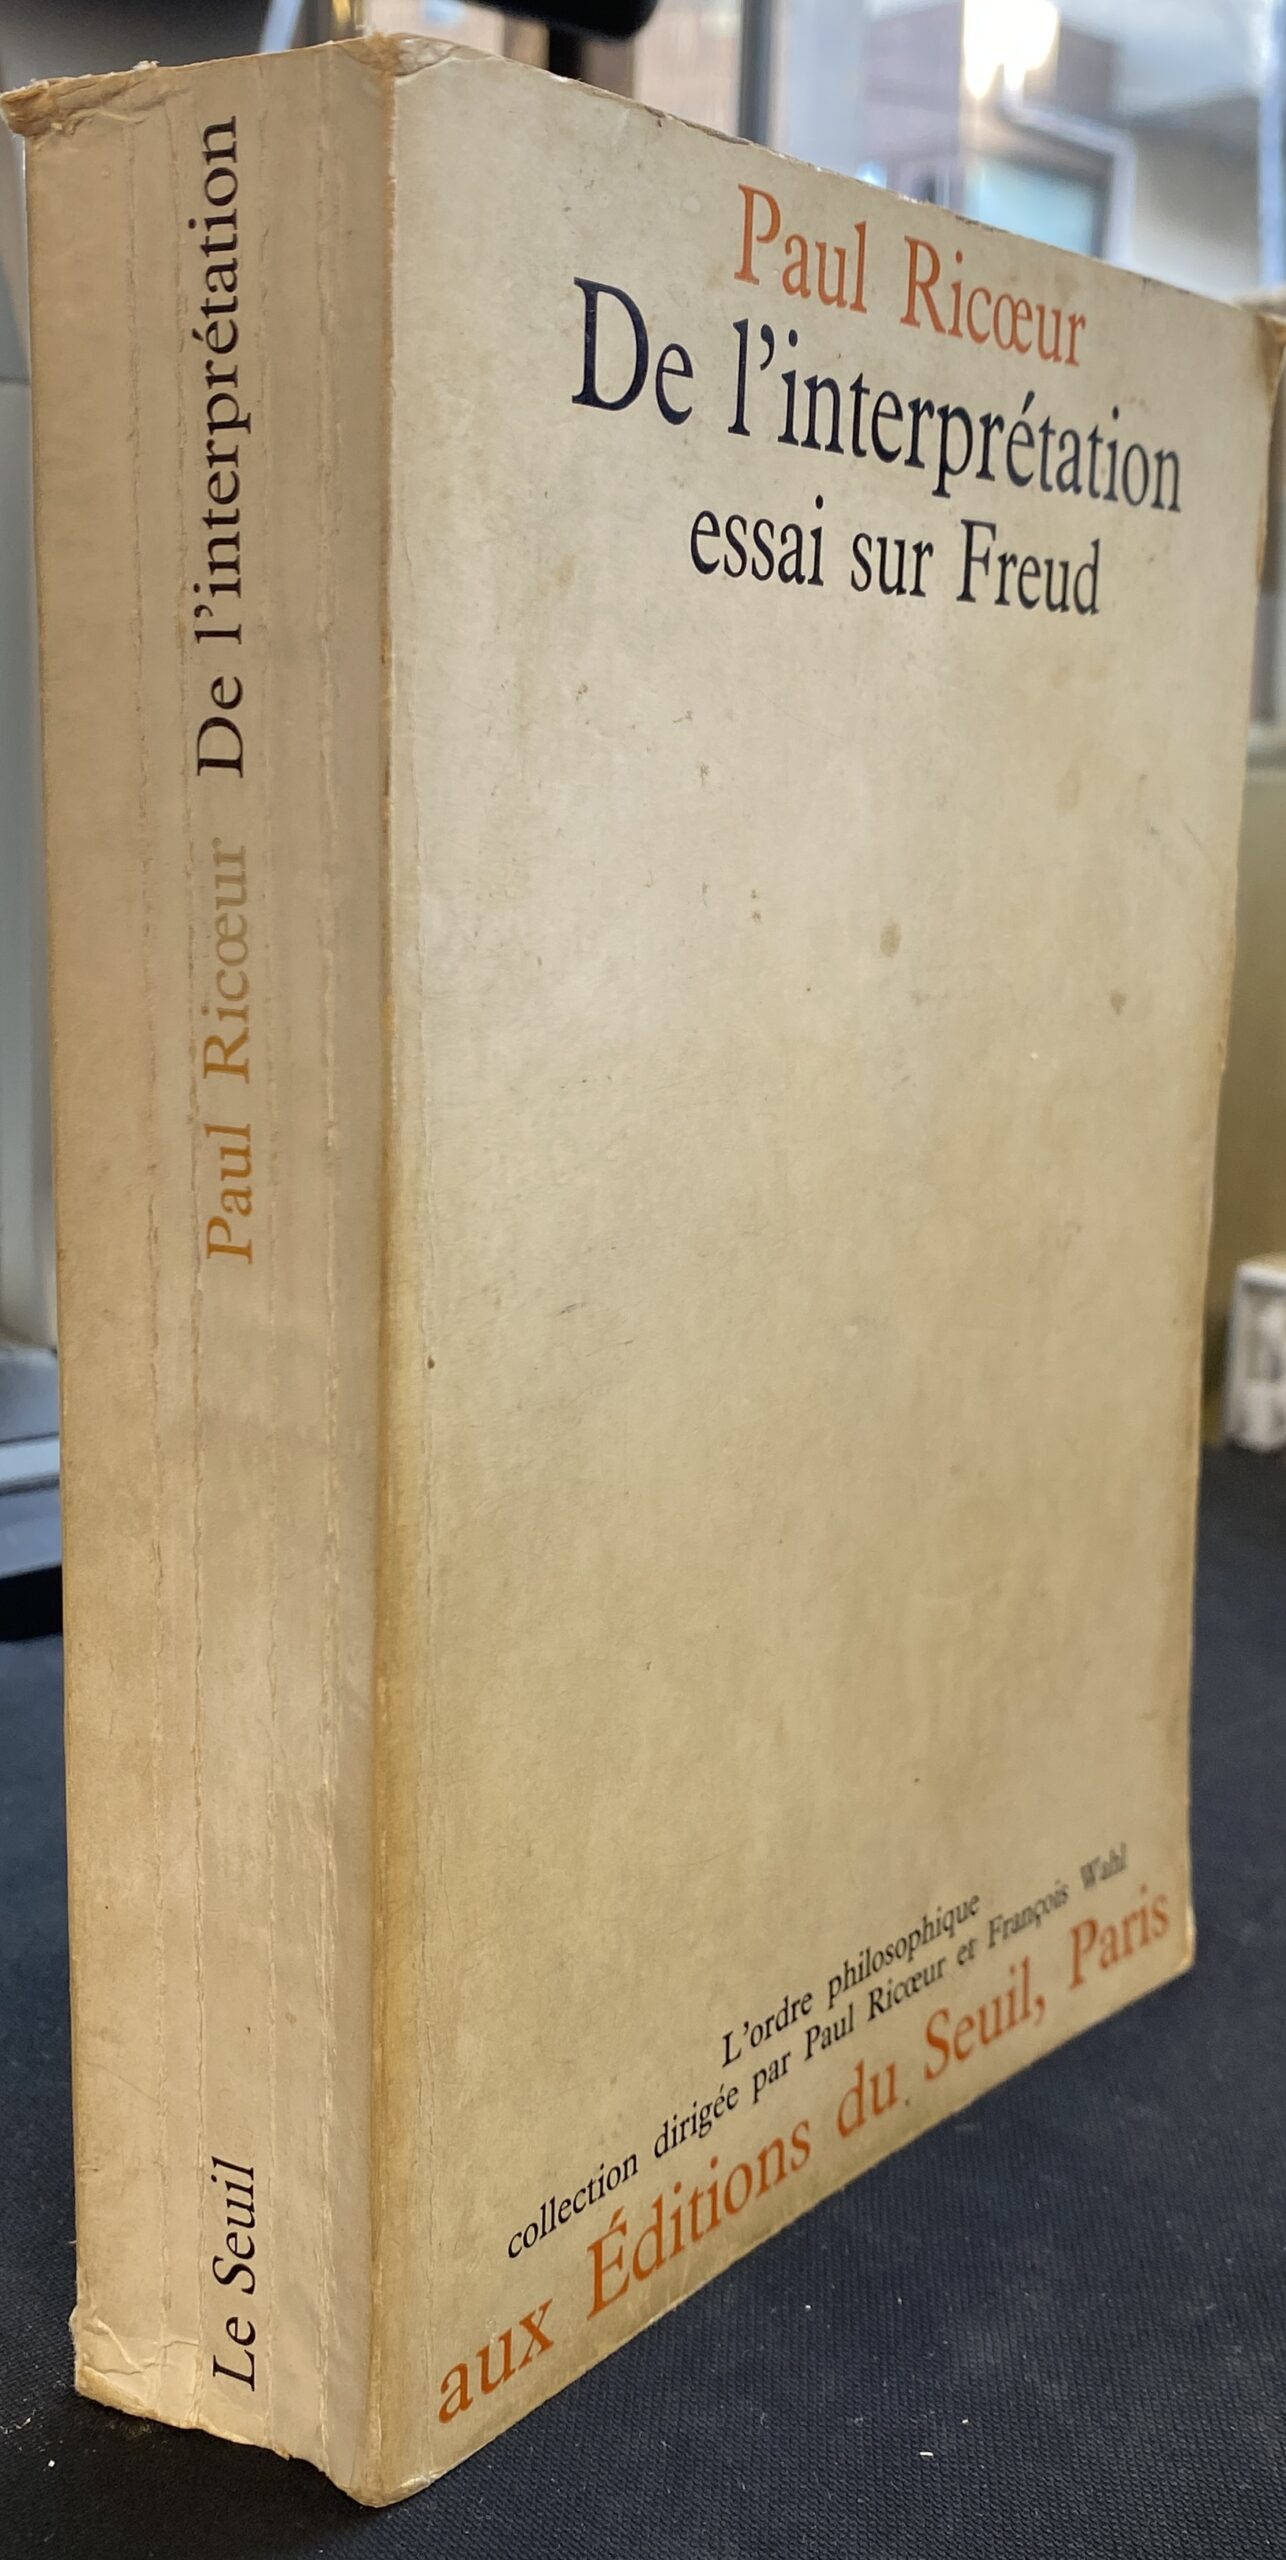 De l'interprétation
Paul Ricœur
Le Seuil
Paul Ricœur
De l'interprétation
essai sur Freud
L'ordre philosophique
collection dirigée par Paul Ricœur et François Wahl
aux Éditions du Seuil, Paris